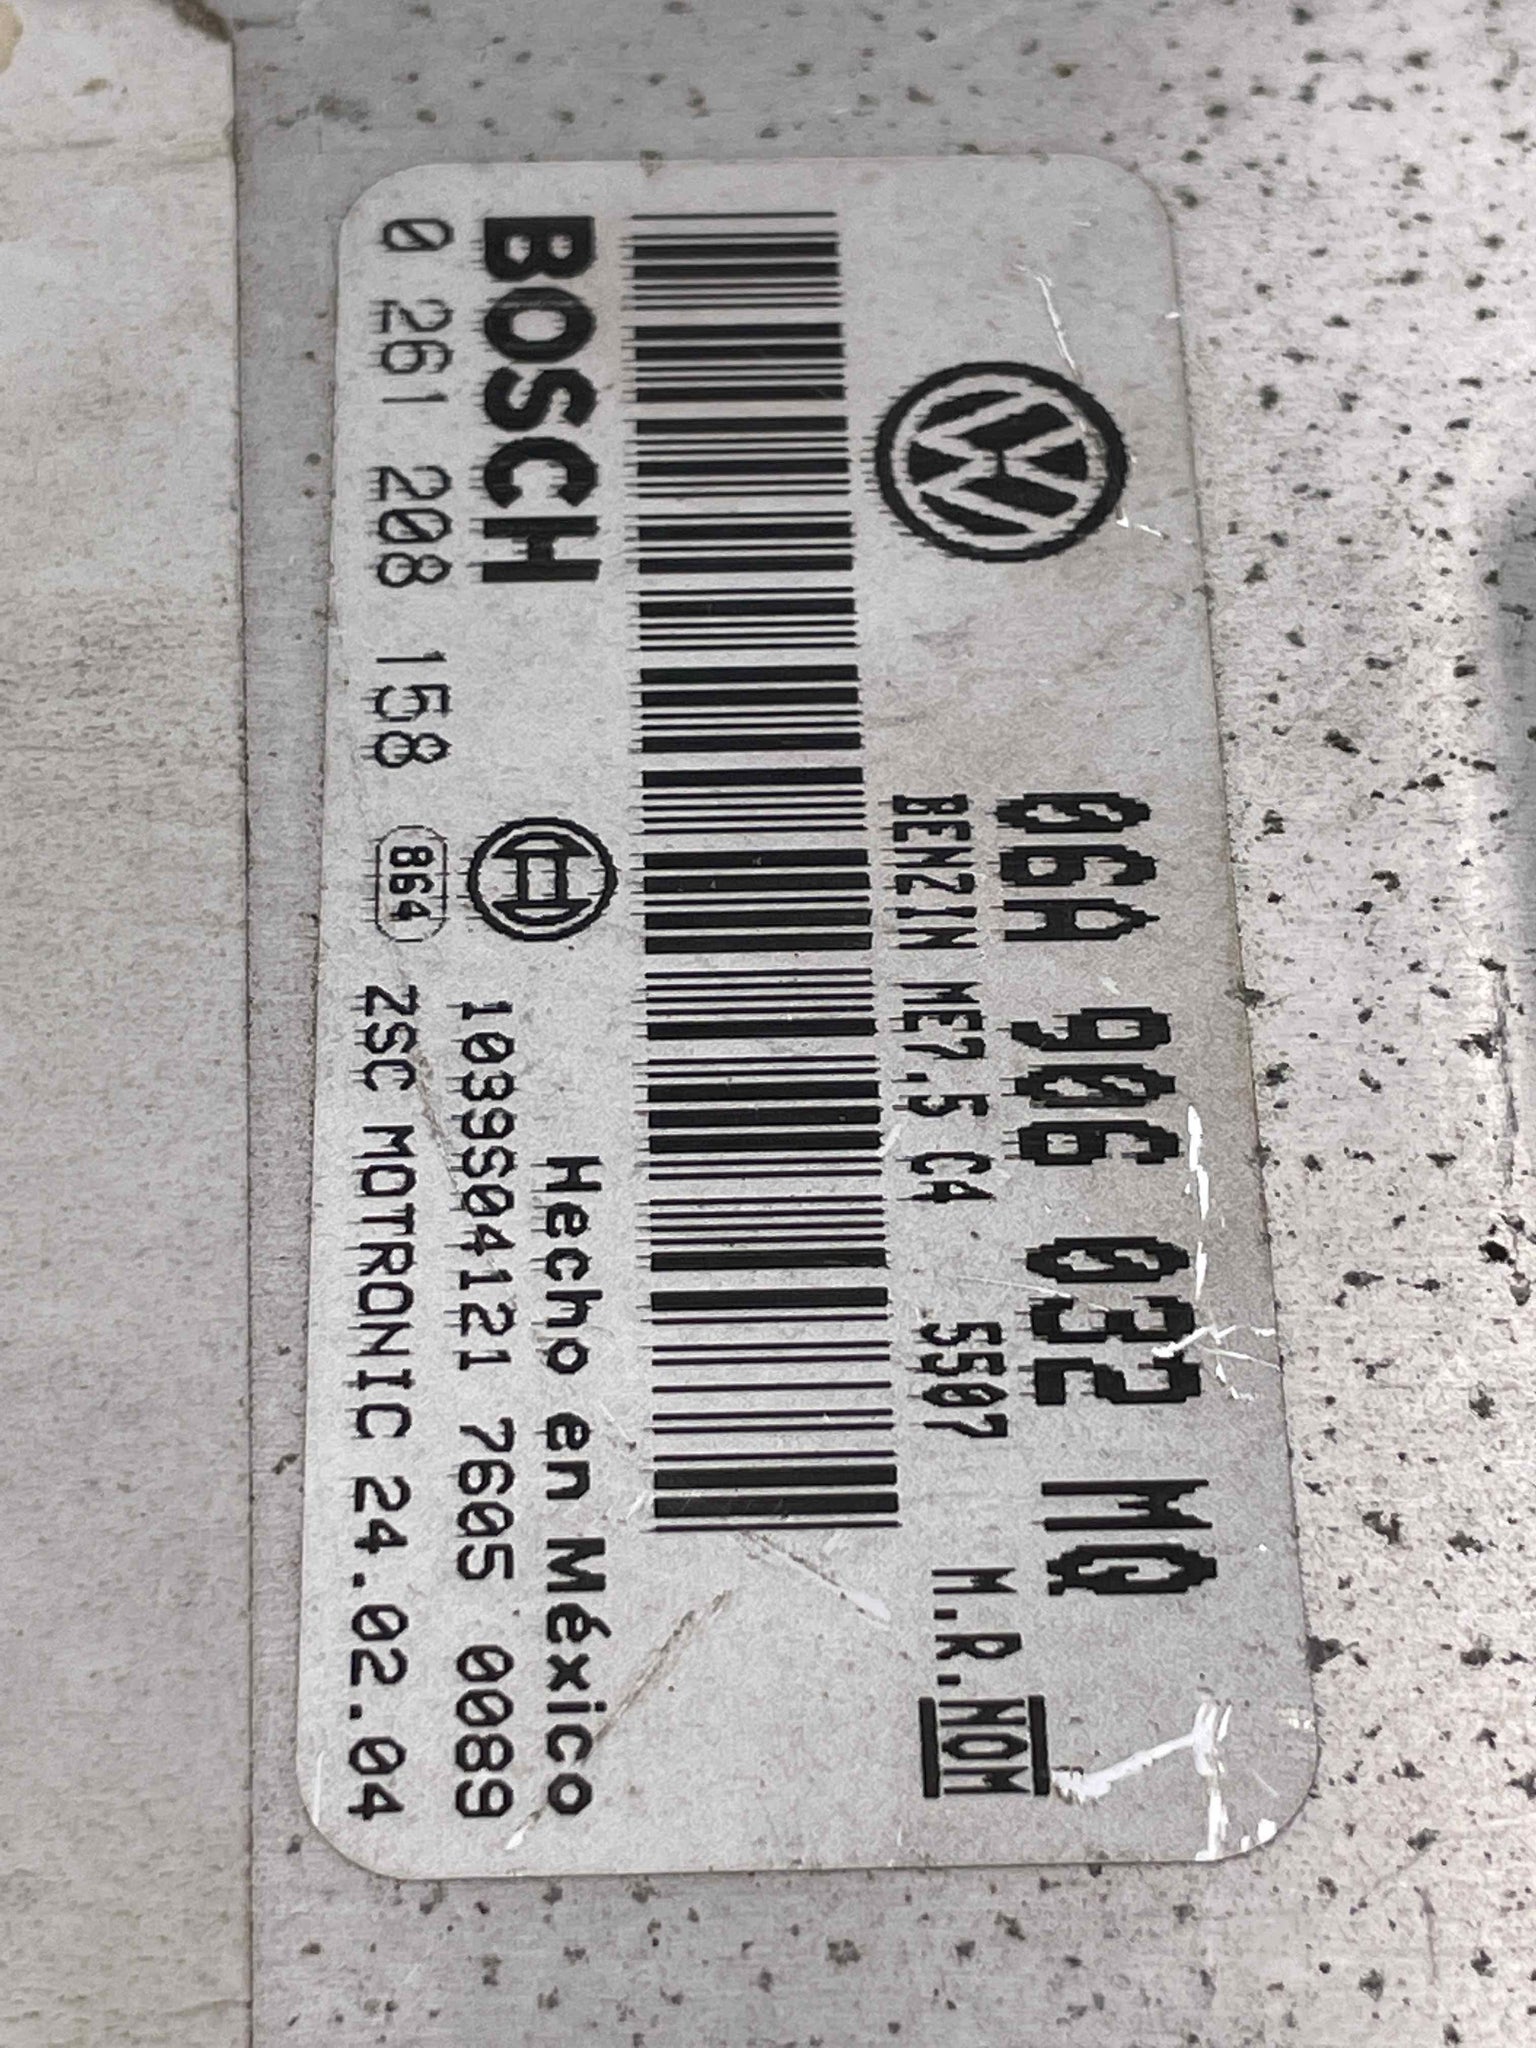 06A 906 032 MQ
BENZIN ME7.5 C4 5507 M.R.NOM
BOSCH Hecho en México
1039S04121 7605 0089
0 261 208 158 864 ZSC MOTRONIC 24.02.04